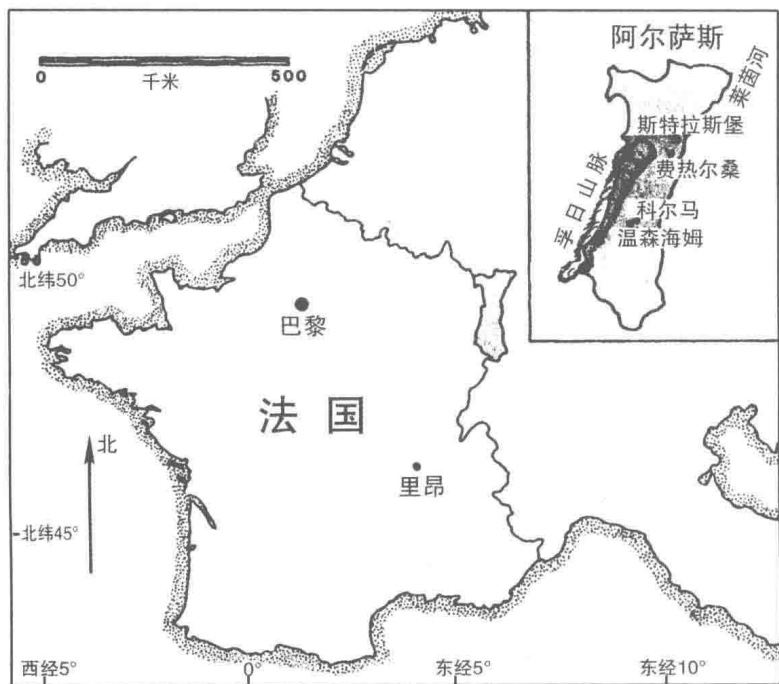 0
500
千米
北纬50°
巴黎
法国
北
里昂
北纬45°
西经5°
0°
东经5°
东经10°
阿尔萨斯
莱茵河
斯特拉斯堡
孚日山脉
费热尔桑
科尔马
温森海姆